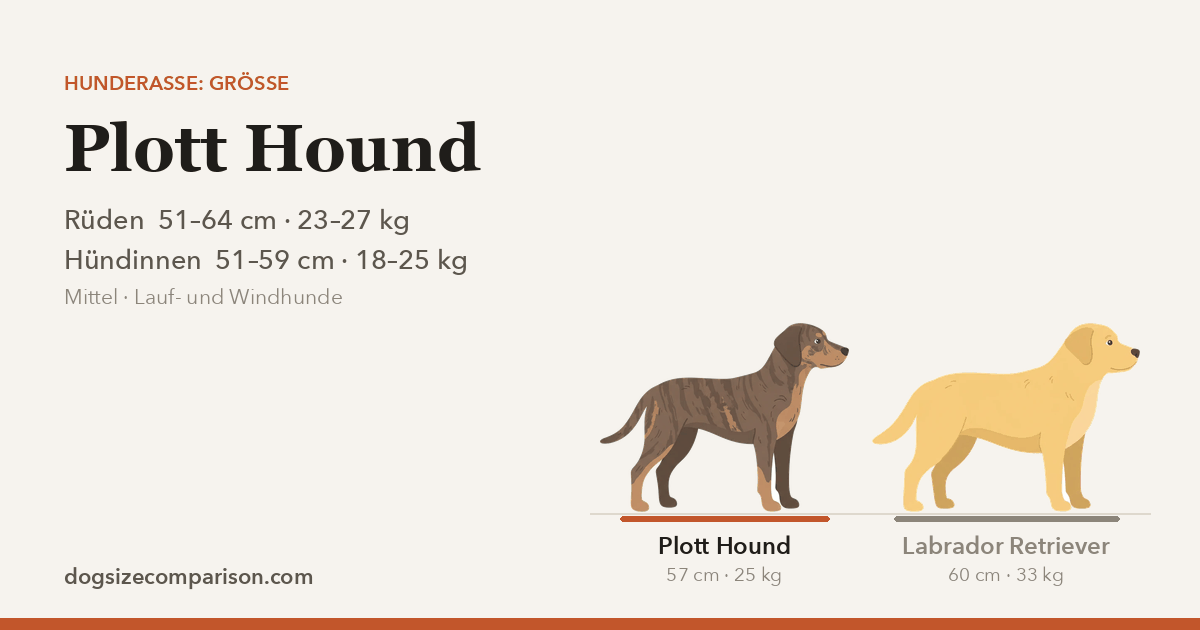 HUNDERASSE: GRÖSSE
Plott Hound
Rüden 51–64 cm · 23–27 kg
Hündinnen 51–59 cm · 18–25 kg
Mittel · Lauf- und Windhunde
Plott Hound
57 cm · 25 kg
Labrador Retriever
60 cm · 33 kg
dogsizecomparison.com